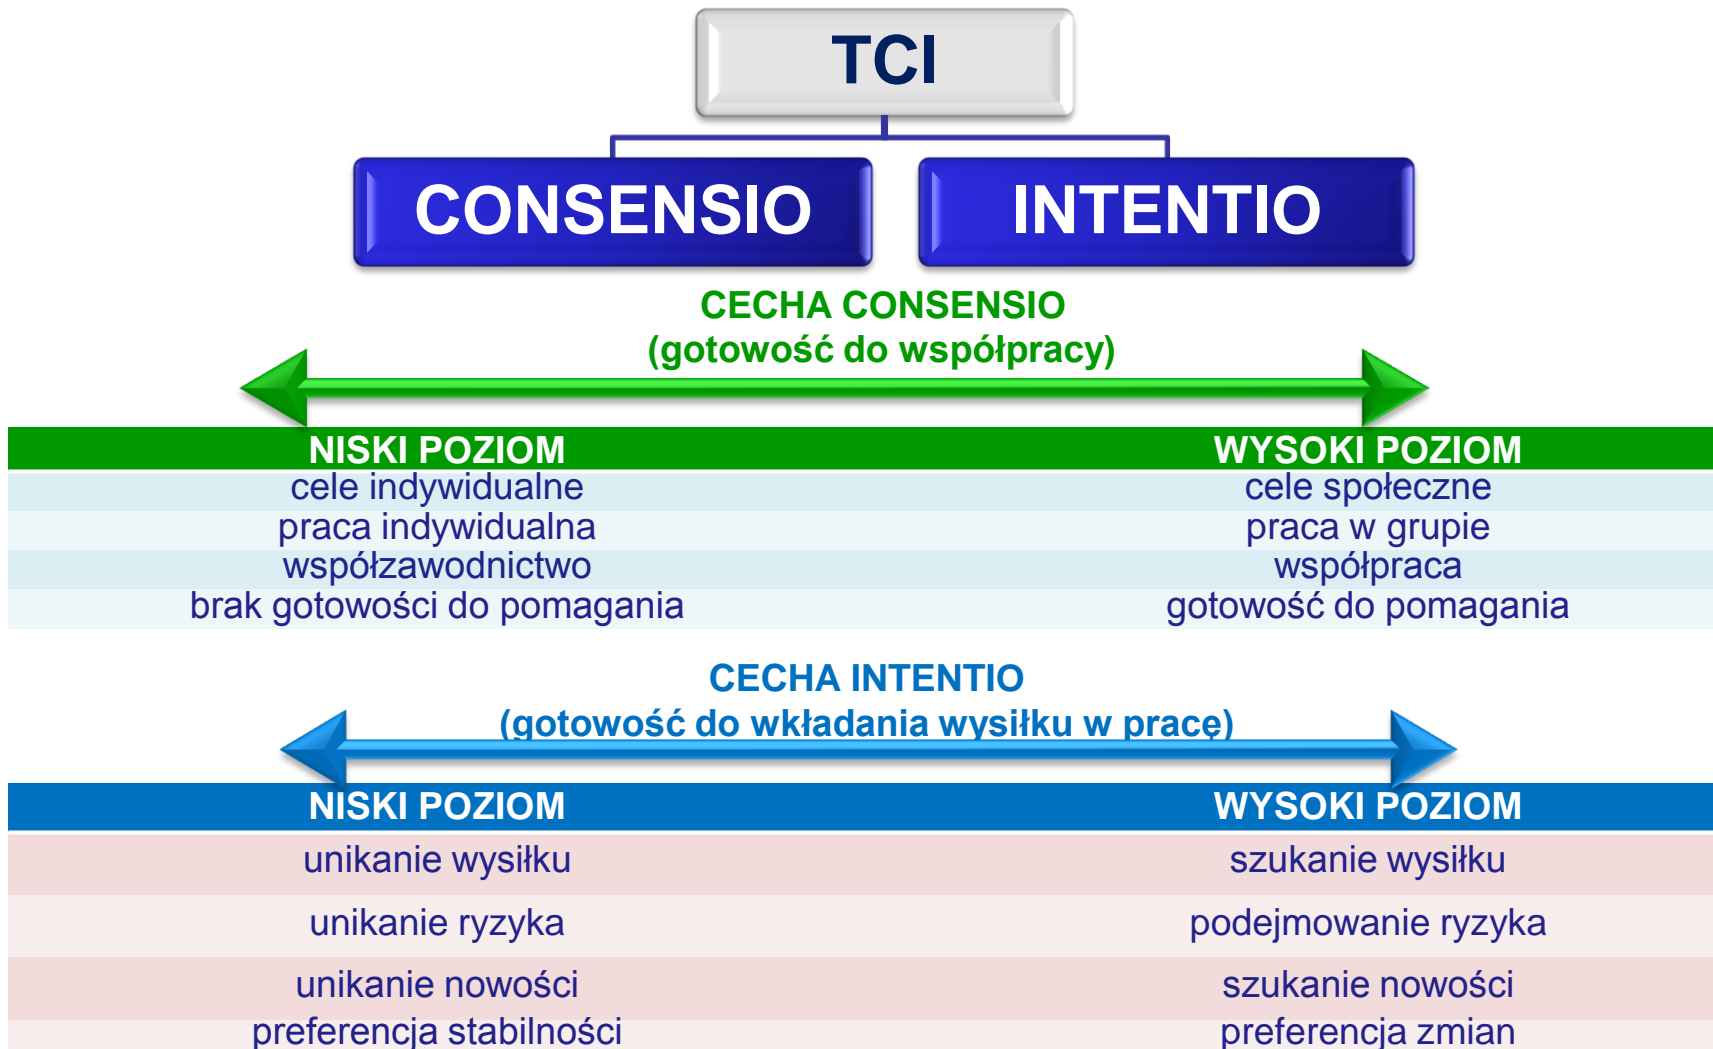 TCI
CONSENSIO INTENTIO
CECHA CONSENSIO
(gotowość do współpracy)
NISKI POZIOM WYSOKI POZIOM
cele indywidualne cele społeczne
praca indywidualna praca w grupie
współzawodnictwo współpraca
brak gotowości do pomagania gotowość do pomagania
CECHA INTENTIO
(gotowość do wkładania wysiłku w pracę)
NISKI POZIOM WYSOKI POZIOM
unikanie wysiłku szukanie wysiłku
unikanie ryzyka podejmowanie ryzyka
unikanie nowości szukanie nowości
preferencja stabilności preferencja zmian